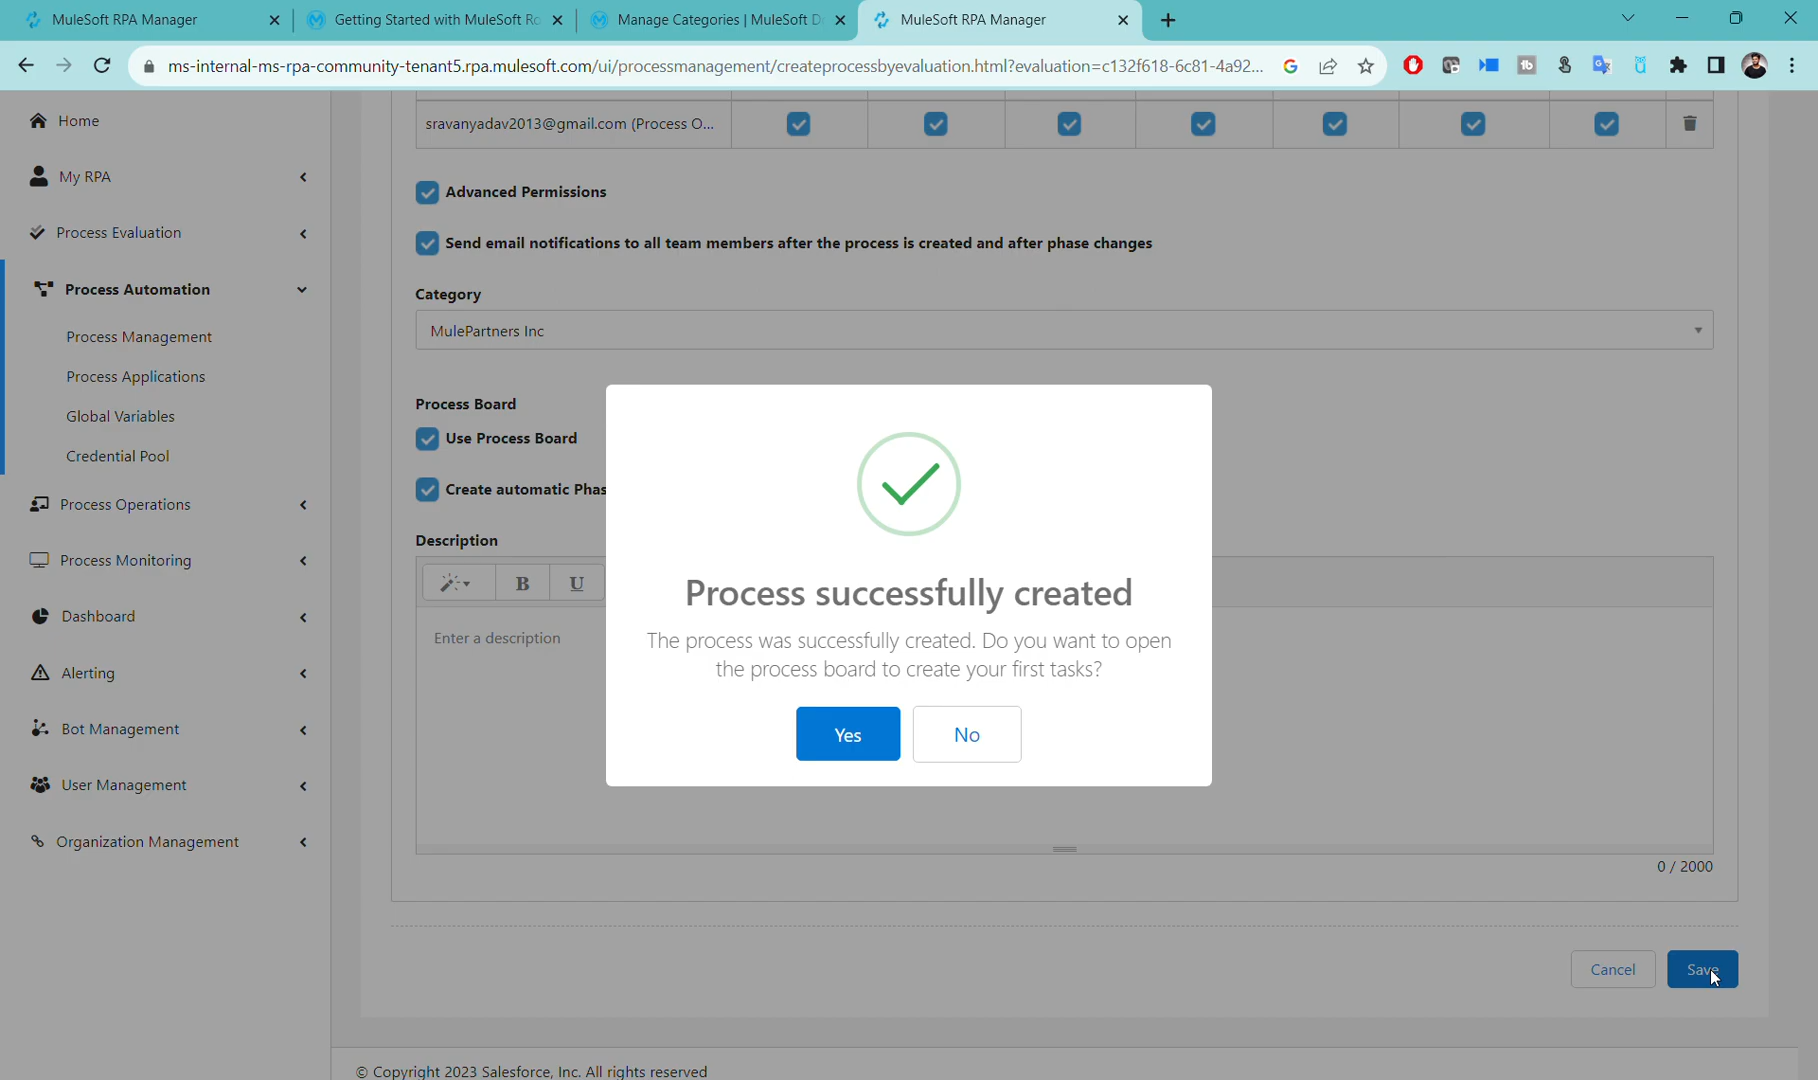 MuleSoft RPA Manager
Getting Started with MuleSoft Ro
Manage Categories | MuleSoft D
MuleSoft RPA Manager
ms-internal-ms-rpa-community-tenant5.rpa.mulesoft.com/ui/processmanagement/createprocessbyevaluation.html?evaluation=c132f618-6c81-4a92...
Home
My RPA
Process Evaluation
Process Automation
Process Management
Process Applications
Global Variables
Credential Pool
Process Operations
Process Monitoring
Dashboard
Alerting
Bot Management
User Management
Organization Management
sravanyadav2013@gmail.com (Process O...
Advanced Permissions
Send email notifications to all team members after the process is created and after phase changes
Category
MulePartners Inc
Process Board
Use Process Board
Create automatic Phas
Description
B
U
Enter a description
0 / 2000
Process successfully created
The process was successfully created. Do you want to open
the process board to create your first tasks?
Yes
No
Cancel
Save
© Copyright 2023 Salesforce, Inc. All rights reserved